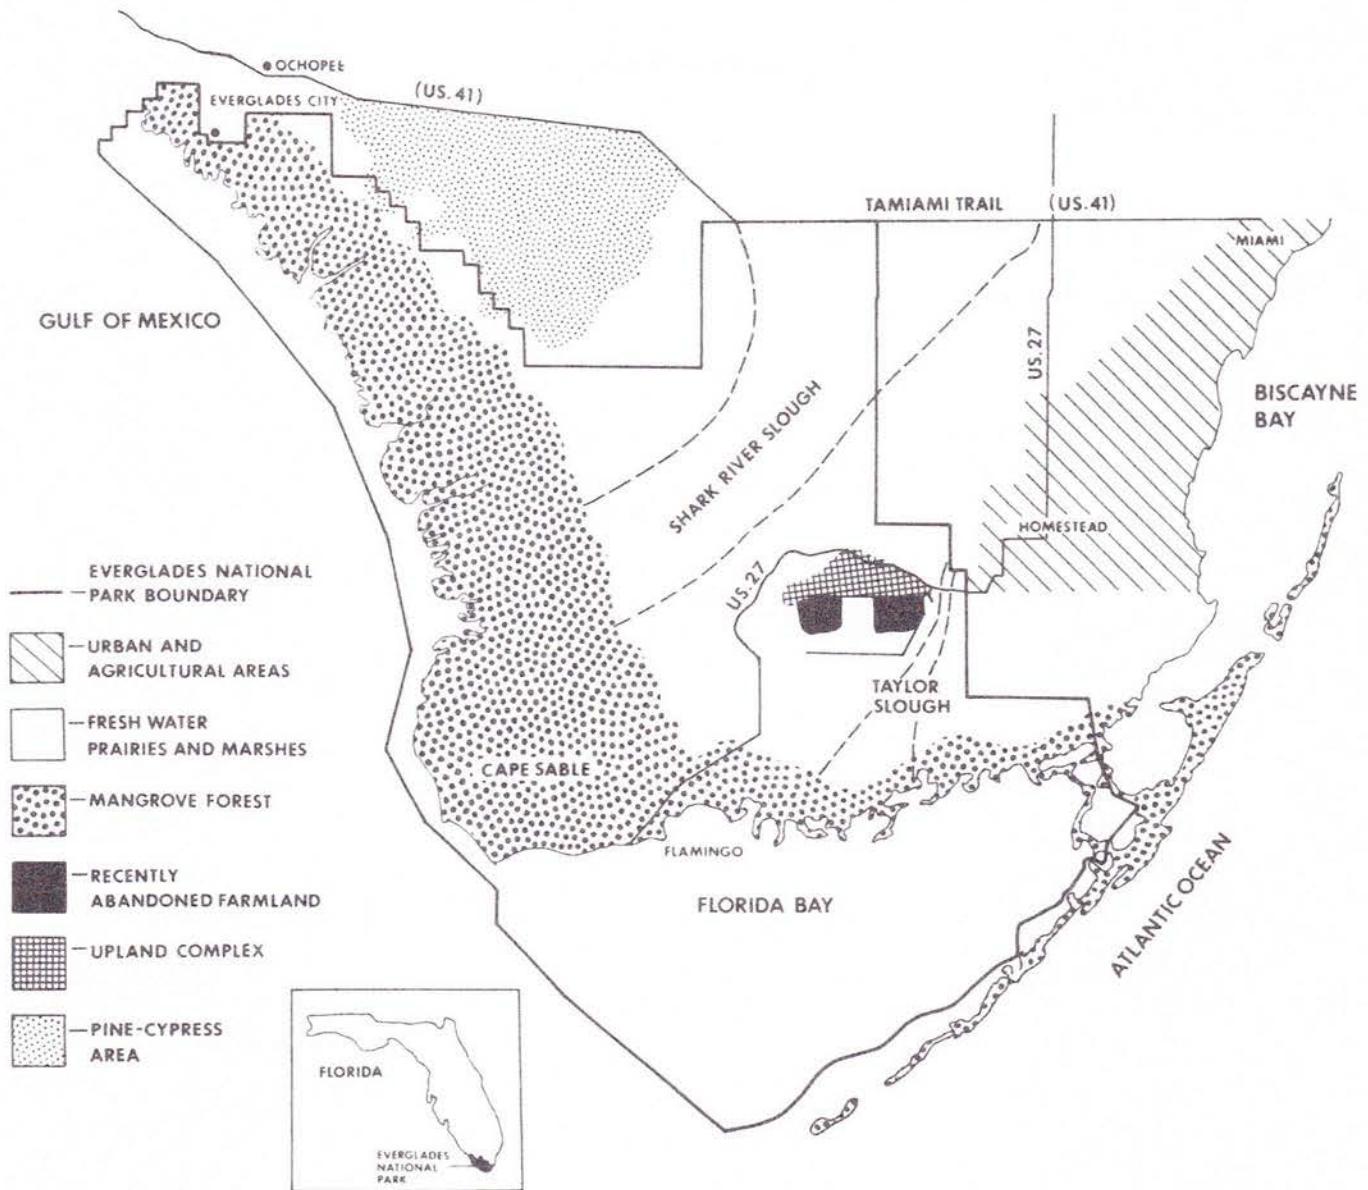 OCHOPEE
(US.41)
EVERGLADES CITY
TAMIAMI TRAIL (US.41)
MIAMI
GULF OF MEXICO
US.27
BISCAYNE
BAY
SHARK RIVER SLOUGH
HOMESTEAD
US.27
TAYLOR
SLOUGH
CAPE SABLE
FLAMINGO
FLORIDA BAY
ATLANTIC OCEAN
EVERGLADES NATIONAL
PARK BOUNDARY
URBAN AND
AGRICULTURAL AREAS
FRESH WATER
PRAIRIES AND MARSHES
MANGROVE FOREST
RECENTLY
ABANDONED FARMLAND
UPLAND COMPLEX
PINE-CYPRESS
AREA
FLORIDA
EVERGLADES
NATIONAL
PARK